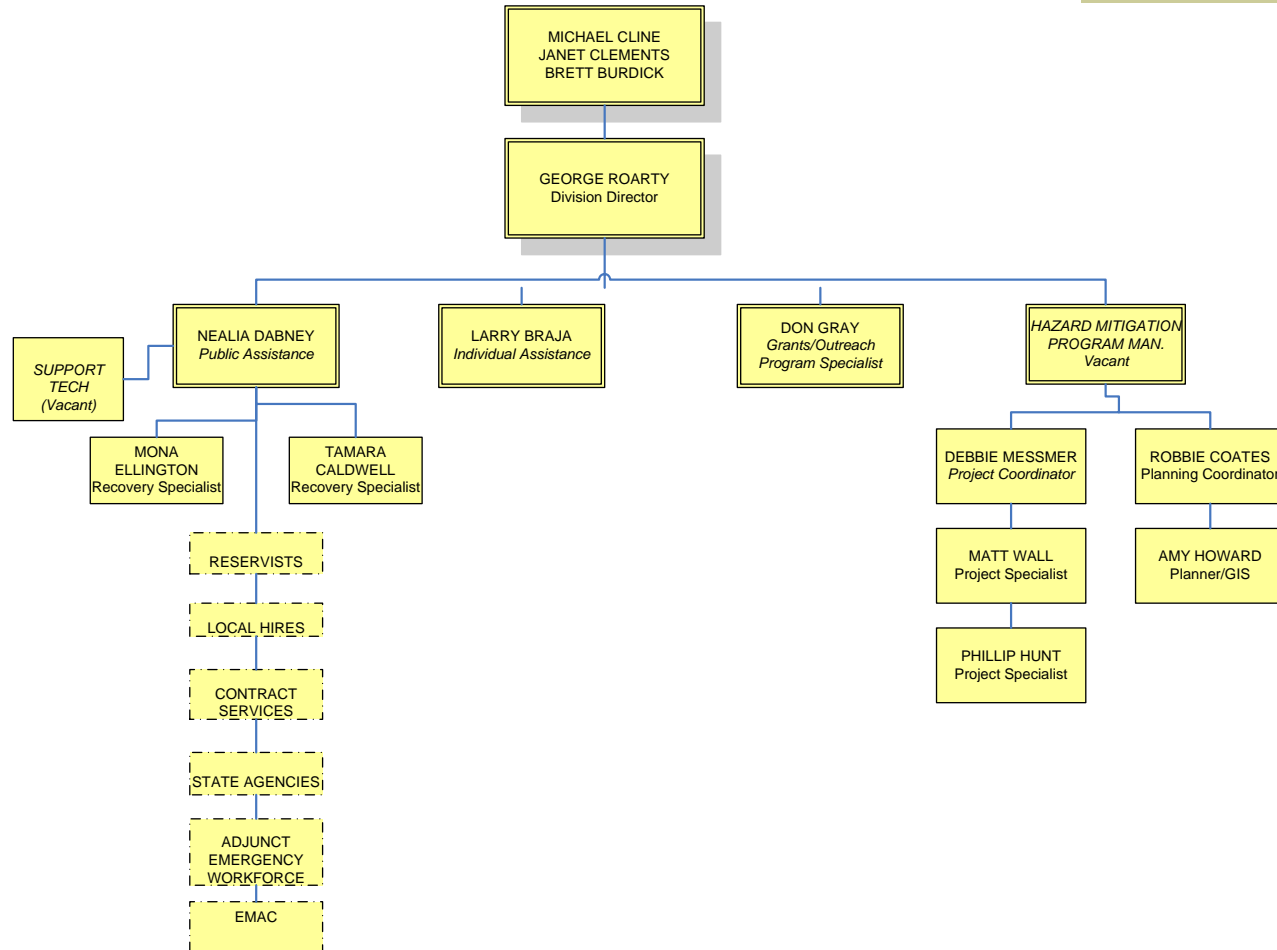 MICHAEL CLINE
JANET CLEMENTS
BRETT BURDICK
GEORGE ROARTY
Division Director
NEALIA DABNEY
Public Assistance
LARRY BRAJA
Individual Assistance
DON GRAY
Grants/Outreach
Program Specialist
HAZARD MITIGATION
PROGRAM MAN.
Vacant
SUPPORT
TECH
(Vacant)
MONA
ELLINGTON
Recovery Specialist
TAMARA
CALDWELL
Recovery Specialist
DEBBIE MESSMER
Project Coordinator
ROBBIE COATES
Planning Coordinator
MATT WALL
Project Specialist
AMY HOWARD
Planner/GIS
PHILLIP HUNT
Project Specialist
RESERVISTS
LOCAL HIRES
CONTRACT
SERVICES
STATE AGENCIES
ADJUNCT
EMERGENCY
WORKFORCE
EMAC